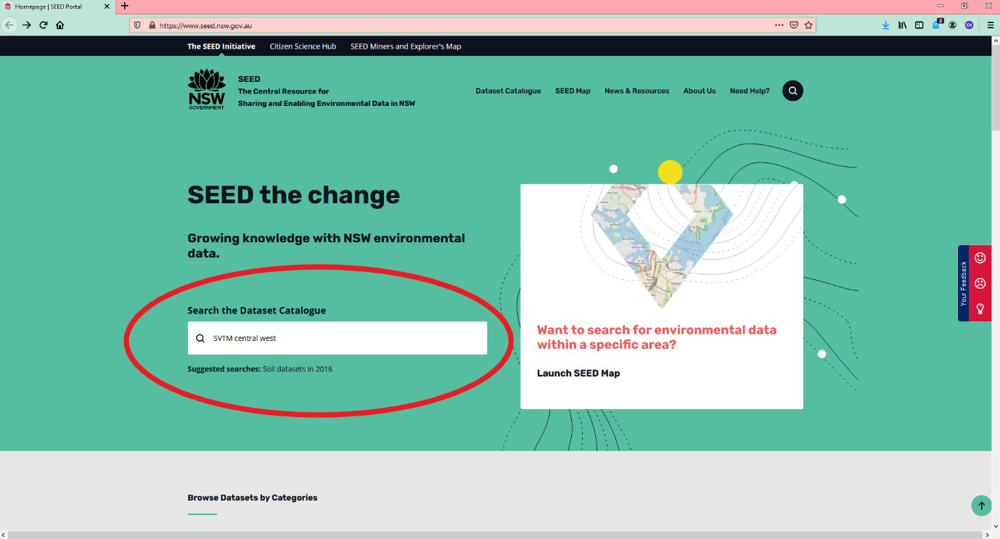 Homepage | SEED Portal
https://www.seed.nsw.gov.au
3
EN
The SEED Initiative
Citizen Science Hub
SEED Miners and Explorer's Map
NSW
GOVERNMENT
SEED
The Central Resource for
Sharing and Enabling Environmental Data in NSW
Dataset Catalogue
SEED Map
News & Resources
About Us
Need Help?
SEED the change
Growing knowledge with NSW environmental
data.
Search the Dataset Catalogue
SVTM central west
Suggested searches: Soil datasets in 2016
Want to search for environmental data
within a specific area?
Launch SEED Map
Your Feedback
Browse Datasets by Categories